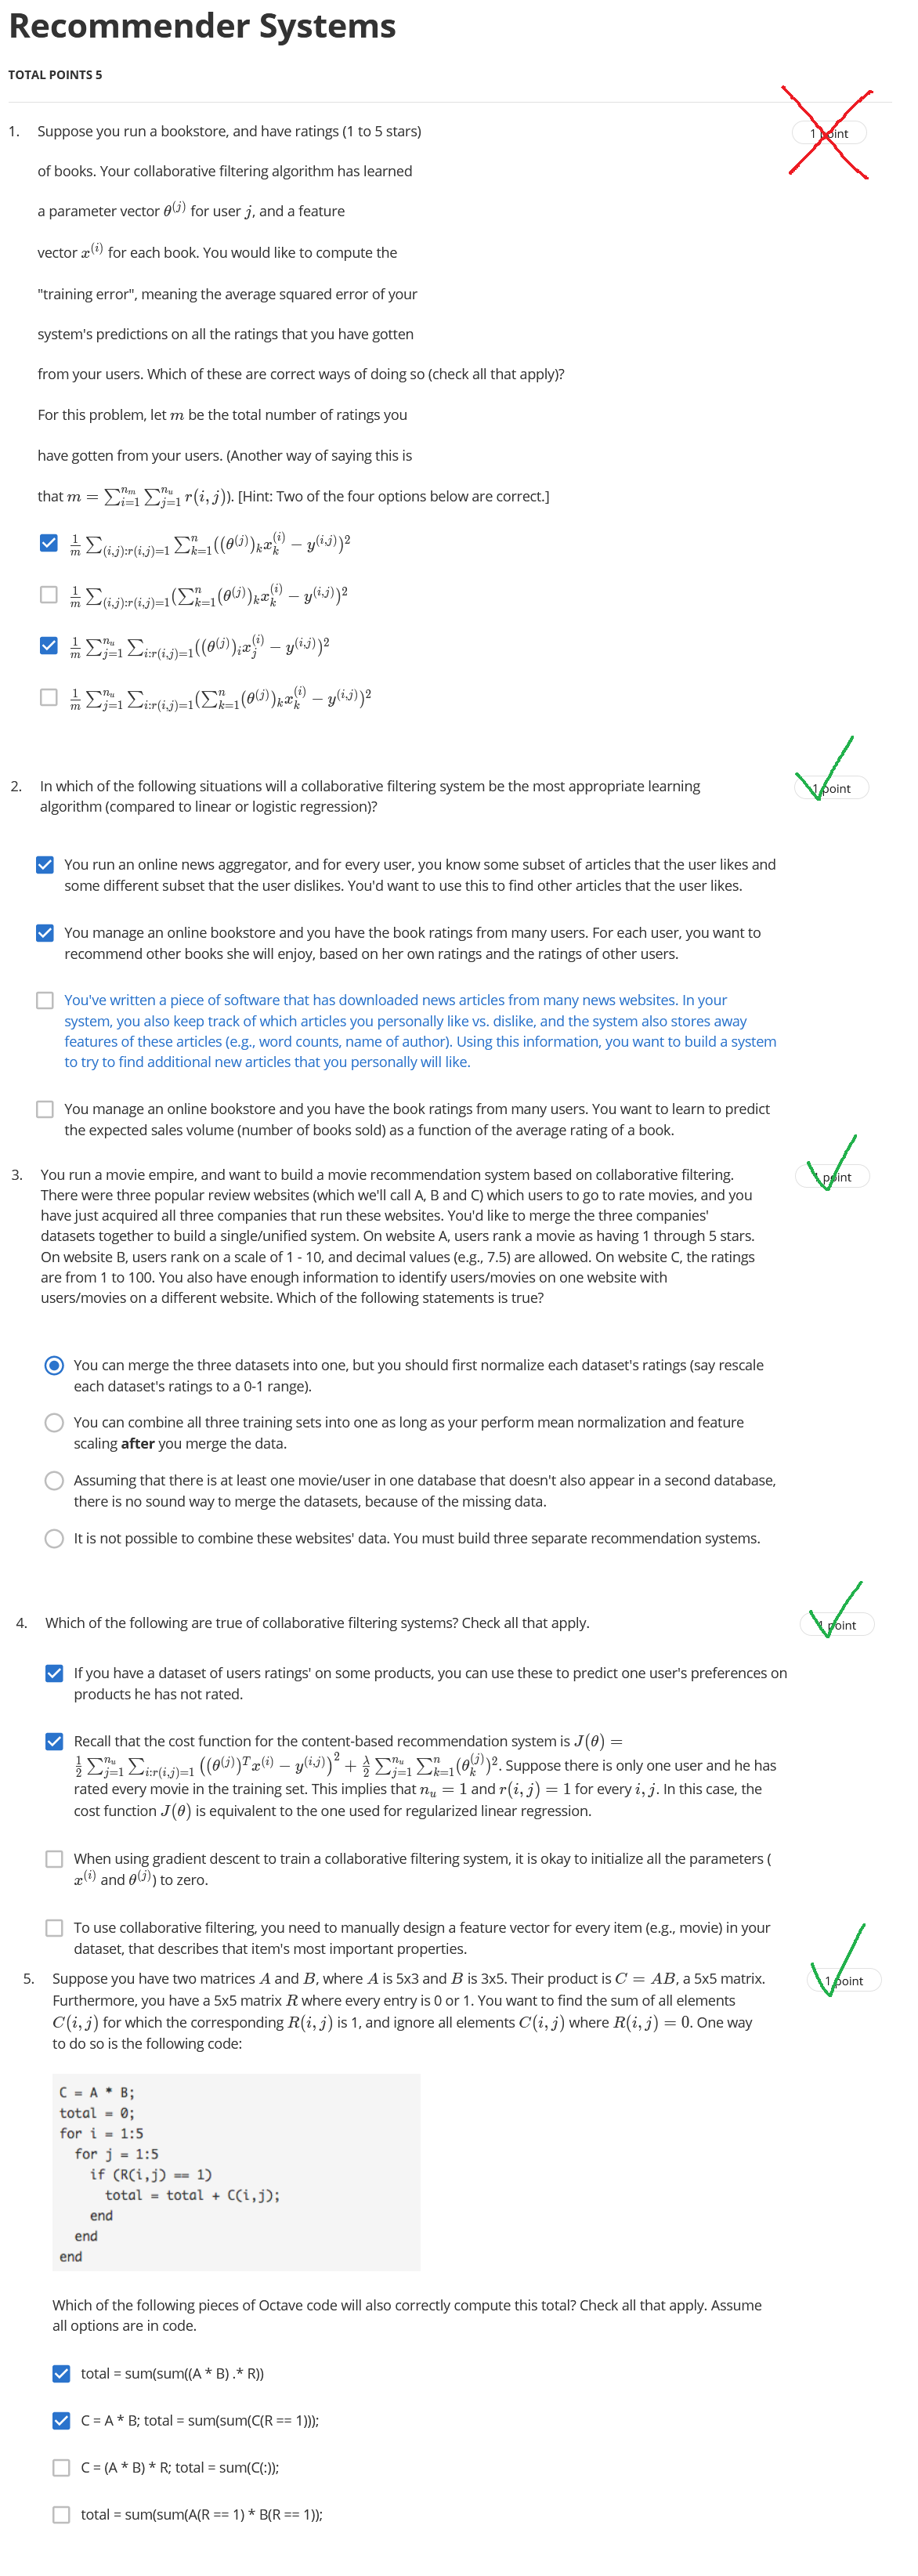 Recommender Systems
TOTAL POINTS 5
1. Suppose you run a bookstore, and have ratings (1 to 5 stars)
1 point
of books. Your collaborative filtering algorithm has learned
a parameter vector θ^(j) for user j, and a feature
vector x^(i) for each book. You would like to compute the
"training error", meaning the average squared error of your
system's predictions on all the ratings that you have gotten
from your users. Which of these are correct ways of doing so (check all that apply)?
For this problem, let m be the total number of ratings you
have gotten from your users. (Another way of saying this is
that m = ∑_{i=1}^{n_m} ∑_{j=1}^{n_u} r(i, j)). [Hint: Two of the four options below are correct.]
1/m ∑_{(i,j):r(i,j)=1} ∑_{k=1}^{n} ((θ^(j))_k x_k^(i) − y^(i,j))^2
1/m ∑_{(i,j):r(i,j)=1} (∑_{k=1}^{n} (θ^(j))_k x_k^(i) − y^(i,j))^2
1/m ∑_{j=1}^{n_u} ∑_{i:r(i,j)=1} ((θ^(j))_i x_j^(i) − y^(i,j))^2
1/m ∑_{j=1}^{n_u} ∑_{i:r(i,j)=1} (∑_{k=1}^{n} (θ^(j))_k x_k^(i) − y^(i,j))^2
2. In which of the following situations will a collaborative filtering system be the most appropriate learning
algorithm (compared to linear or logistic regression)?
1 point
You run an online news aggregator, and for every user, you know some subset of articles that the user likes and
some different subset that the user dislikes. You'd want to use this to find other articles that the user likes.
You manage an online bookstore and you have the book ratings from many users. For each user, you want to
recommend other books she will enjoy, based on her own ratings and the ratings of other users.
You've written a piece of software that has downloaded news articles from many news websites. In your
system, you also keep track of which articles you personally like vs. dislike, and the system also stores away
features of these articles (e.g., word counts, name of author). Using this information, you want to build a system
to try to find additional new articles that you personally will like.
You manage an online bookstore and you have the book ratings from many users. You want to learn to predict
the expected sales volume (number of books sold) as a function of the average rating of a book.
3. You run a movie empire, and want to build a movie recommendation system based on collaborative filtering.
1 point
There were three popular review websites (which we'll call A, B and C) which users to go to rate movies, and you
have just acquired all three companies that run these websites. You'd like to merge the three companies'
datasets together to build a single/unified system. On website A, users rank a movie as having 1 through 5 stars.
On website B, users rank on a scale of 1 - 10, and decimal values (e.g., 7.5) are allowed. On website C, the ratings
are from 1 to 100. You also have enough information to identify users/movies on one website with
users/movies on a different website. Which of the following statements is true?
You can merge the three datasets into one, but you should first normalize each dataset's ratings (say rescale
each dataset's ratings to a 0-1 range).
You can combine all three training sets into one as long as your perform mean normalization and feature
scaling after you merge the data.
Assuming that there is at least one movie/user in one database that doesn't also appear in a second database,
there is no sound way to merge the datasets, because of the missing data.
It is not possible to combine these websites' data. You must build three separate recommendation systems.
4. Which of the following are true of collaborative filtering systems? Check all that apply.
1 point
If you have a dataset of users ratings' on some products, you can use these to predict one user's preferences on
products he has not rated.
Recall that the cost function for the content-based recommendation system is J(θ) =
1/2 ∑_{j=1}^{n_u} ∑_{i:r(i,j)=1} ((θ^(j))^T x^(i) − y^(i,j))^2 + λ/2 ∑_{j=1}^{n_u} ∑_{k=1}^{n} (θ_k^(j))^2. Suppose there is only one user and he has
rated every movie in the training set. This implies that n_u = 1 and r(i, j) = 1 for every i, j. In this case, the
cost function J(θ) is equivalent to the one used for regularized linear regression.
When using gradient descent to train a collaborative filtering system, it is okay to initialize all the parameters (
x^(i) and θ^(j)) to zero.
To use collaborative filtering, you need to manually design a feature vector for every item (e.g., movie) in your
dataset, that describes that item's most important properties.
5. Suppose you have two matrices A and B, where A is 5x3 and B is 3x5. Their product is C = AB, a 5x5 matrix.
1 point
Furthermore, you have a 5x5 matrix R where every entry is 0 or 1. You want to find the sum of all elements
C(i, j) for which the corresponding R(i, j) is 1, and ignore all elements C(i, j) where R(i, j) = 0. One way
to do so is the following code:
C = A * B;
total = 0;
for i = 1:5
for j = 1:5
if (R(i,j) == 1)
total = total + C(i,j);
end
end
end
Which of the following pieces of Octave code will also correctly compute this total? Check all that apply. Assume
all options are in code.
total = sum(sum((A * B) .* R))
C = A * B; total = sum(sum(C(R == 1)));
C = (A * B) * R; total = sum(C(:));
total = sum(sum(A(R == 1) * B(R == 1));